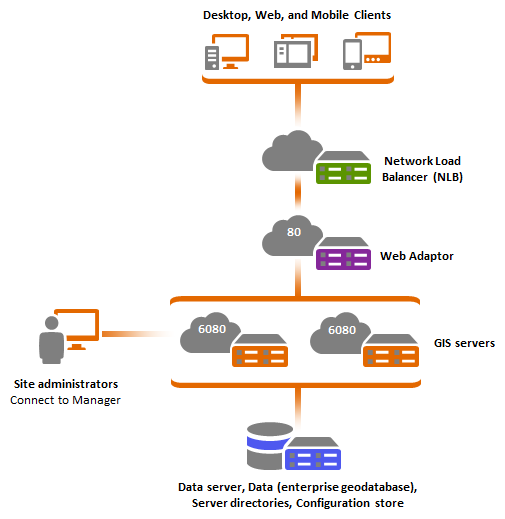 Desktop, Web, and Mobile Clients
Network Load
Balancer (NLB)
80
Web Adaptor
6080
6080
GIS servers
Site administrators
Connect to Manager
Data server, Data (enterprise geodatabase),
Server directories, Configuration store